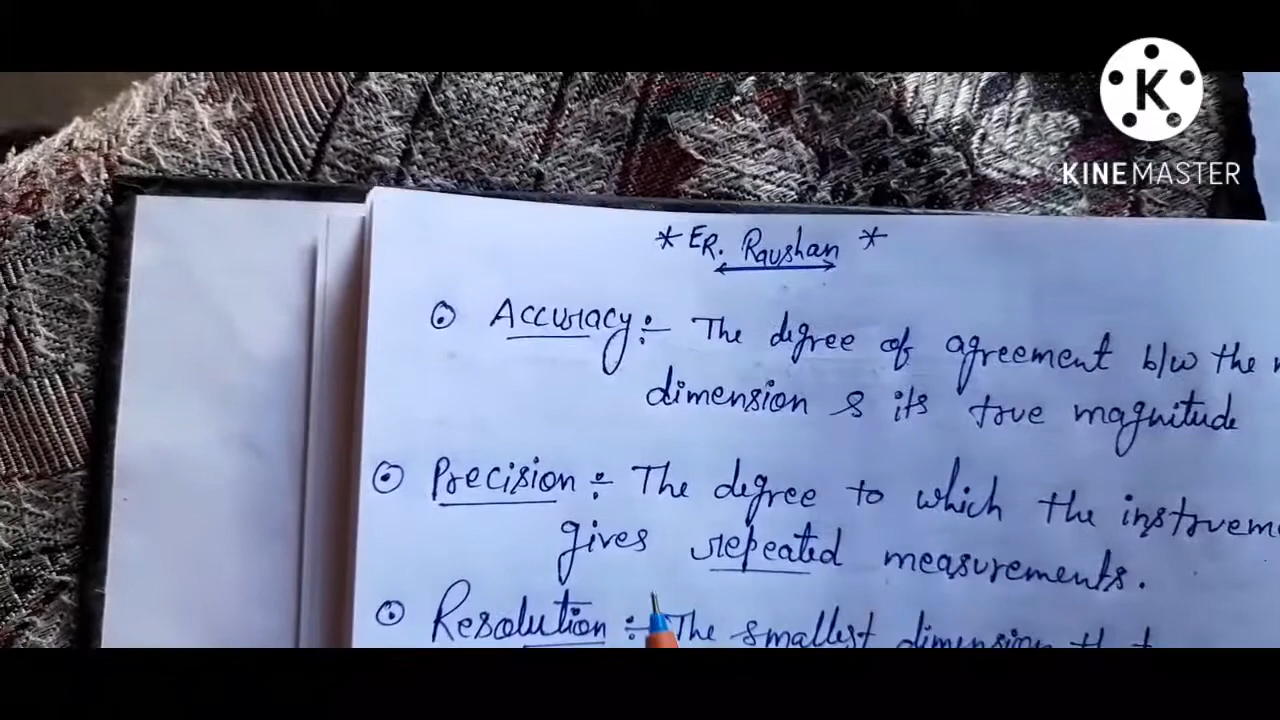 K
KINEMASTER
* ER. Raushan *
Accuracy :- The degree of agreement b/w the
dimension & its true magnitude
Precision :- The degree to which the
gives repeated measurements.
Resolution :- The smallest dimension